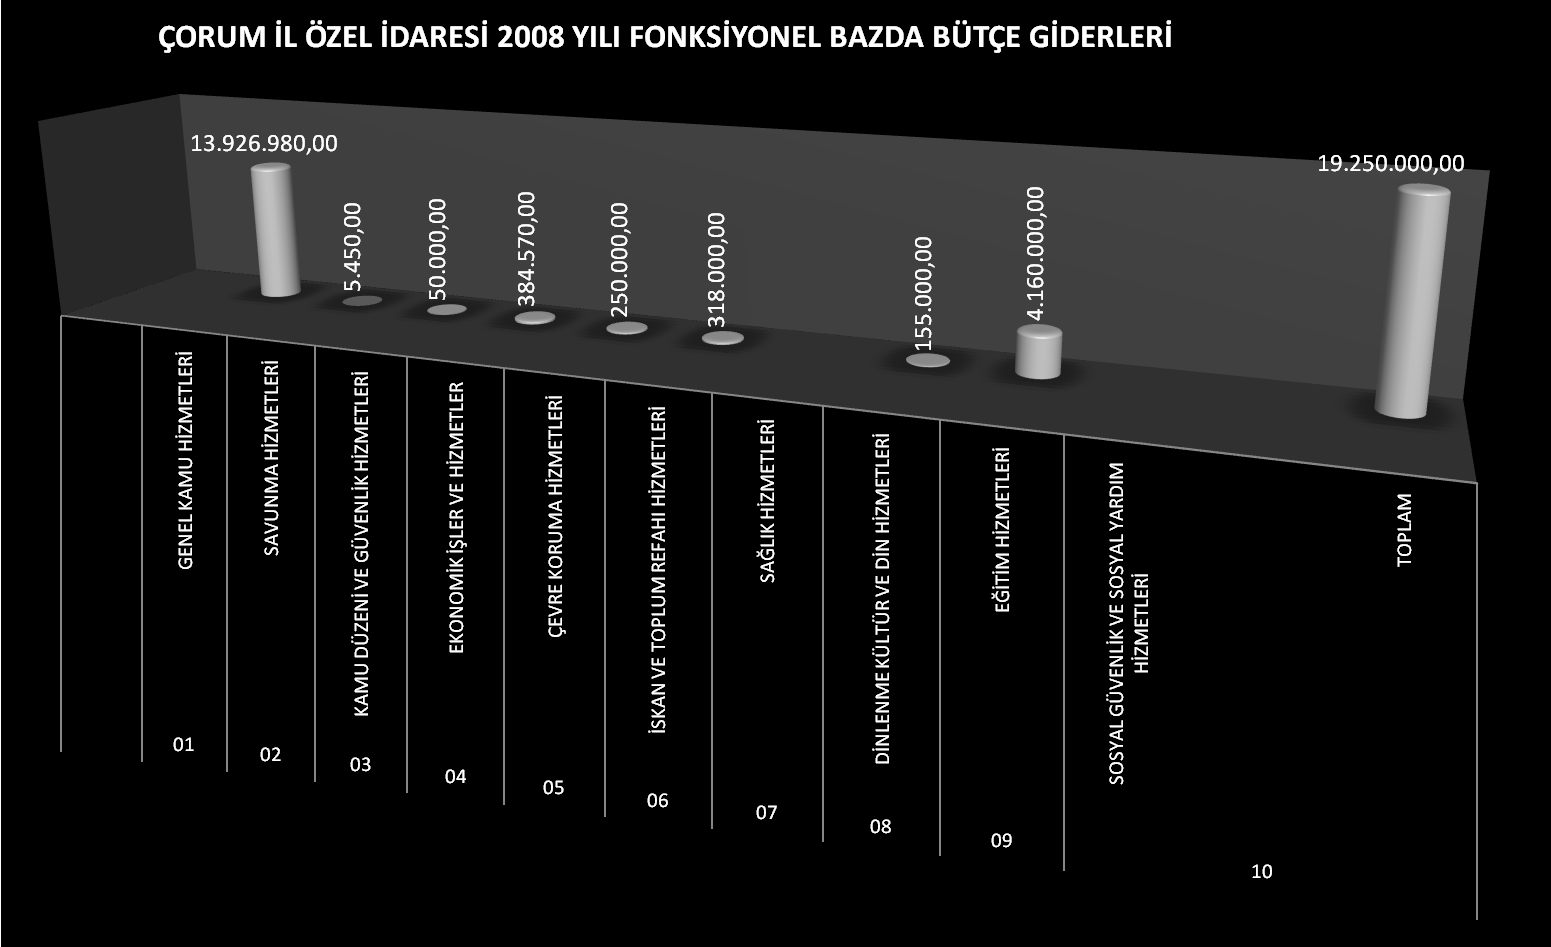 ÇORUM İL ÖZEL İDARESİ 2008 YILI FONKSİYONEL BAZDA BÜTÇE GİDERLERİ
13.926.980,00
5.450,00
50.000,00
384.570,00
250.000,00
318.000,00
155.000,00
4.160.000,00
19.250.000,00
GENEL KAMU HİZMETLERİ
SAVUNMA HİZMETLERİ
KAMU DÜZENİ VE GÜVENLİK HİZMETLERİ
EKONOMİK İŞLER VE HİZMETLER
ÇEVRE KORUMA HİZMETLERİ
İSKAN VE TOPLUM REFAHI HİZMETLERİ
SAĞLIK HİZMETLERİ
DİNLENME KÜLTÜR VE DİN HİZMETLERİ
EĞİTİM HİZMETLERİ
SOSYAL GÜVENLİK VE SOSYAL YARDIM
HİZMETLERİ
TOPLAM
01
02
03
04
05
06
07
08
09
10